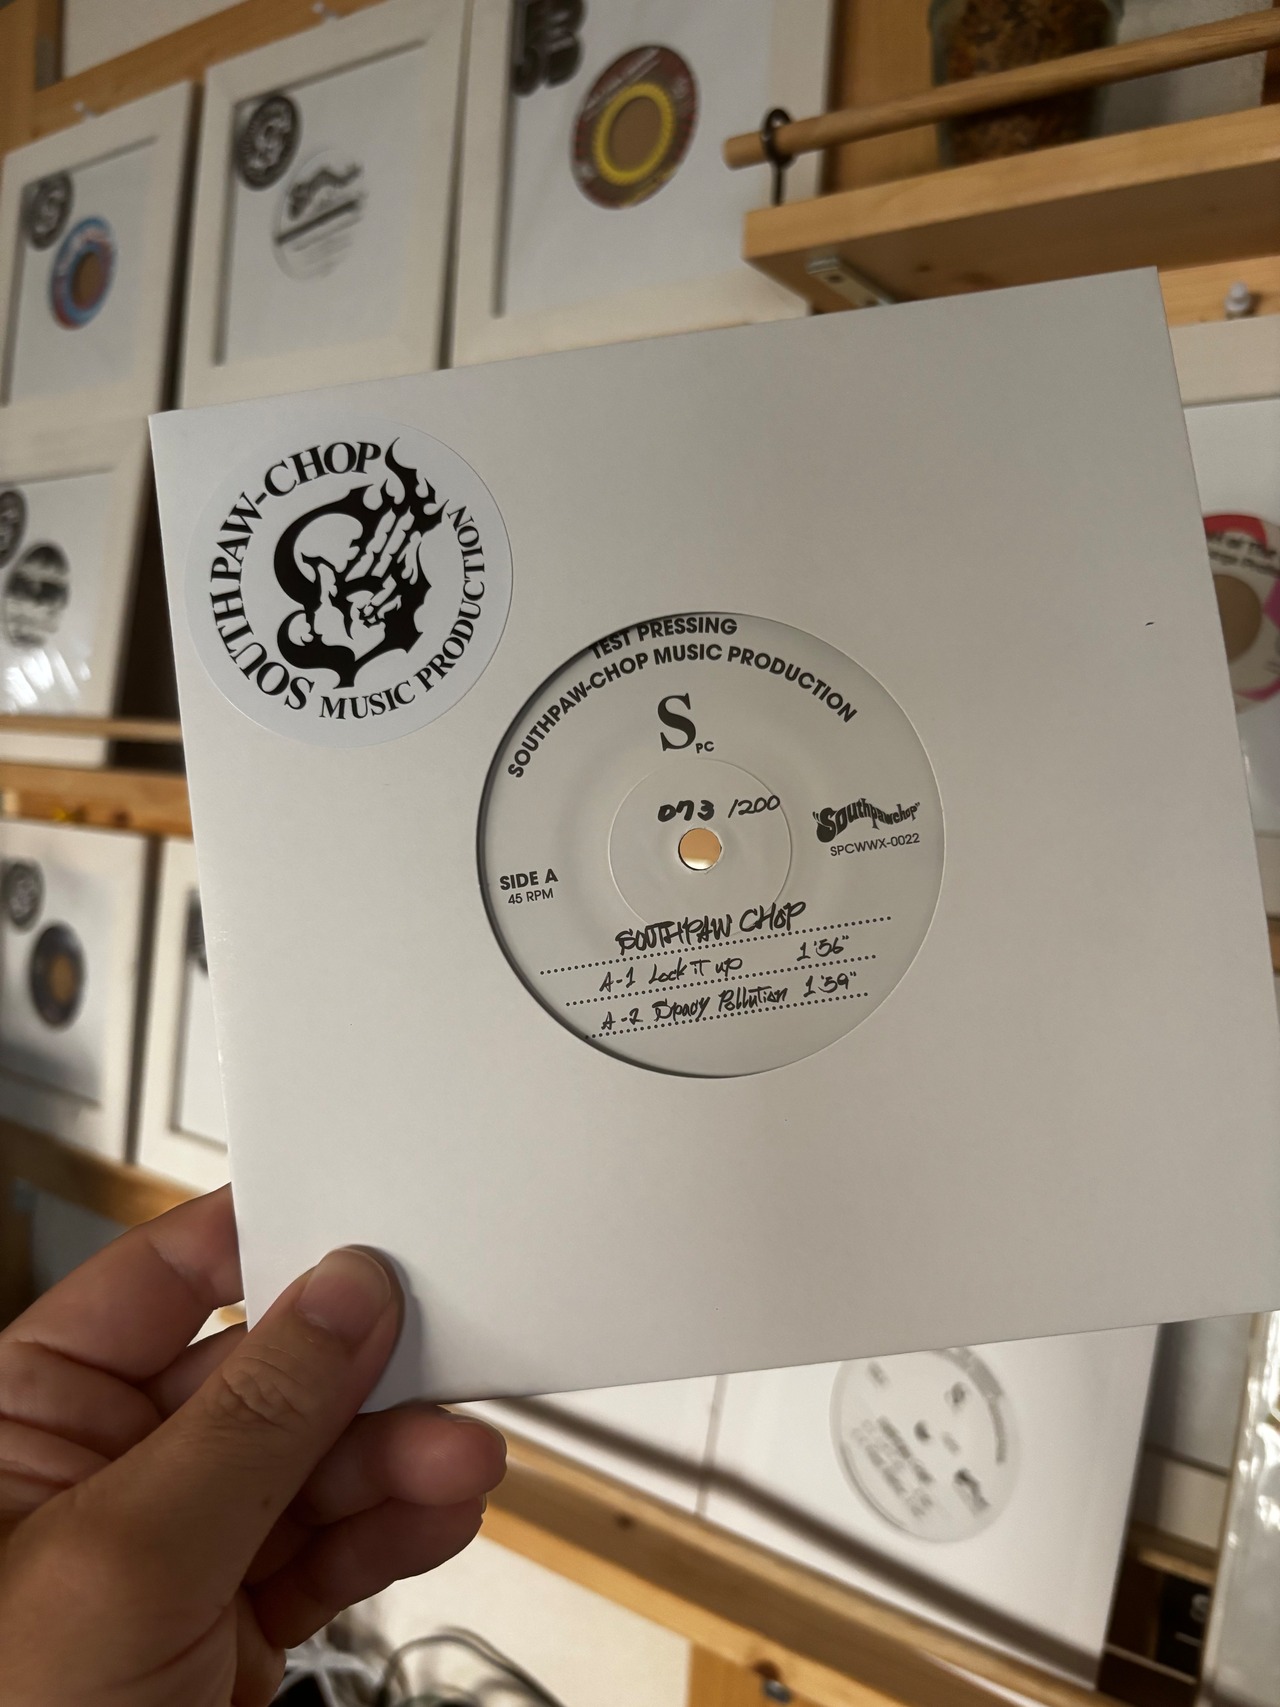 SOUTHPAW-CHOP
MUSIC PRODUCTION
TEST PRESSING
SOUTHPAW-CHOP MUSIC PRODUCTION
S
PC
073 /200
"Southpawchop"
SPCWWX-0022
SIDE A
45 RPM
SOUTHPAW CHOP
A-1 Lock it up 1'56"
A-2 Spacy Pollution 1'59"